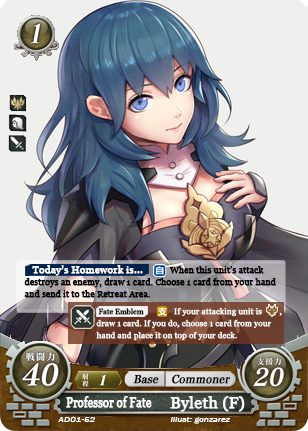 1
Today's Homework is... 自 When this unit's attack
destroys an enemy, draw 1 card. Choose 1 card from your hand
and send it to the Retreat Area.
Fate Emblem 支 If your attacking unit is ,
draw 1 card. If you do, choose 1 card from your
hand and place it on top of your deck.
戦闘力
40
射程 1
Base
Commoner
支援力
20
Professor of Fate Byleth (F)
AD01-52
Illust: gonzarez